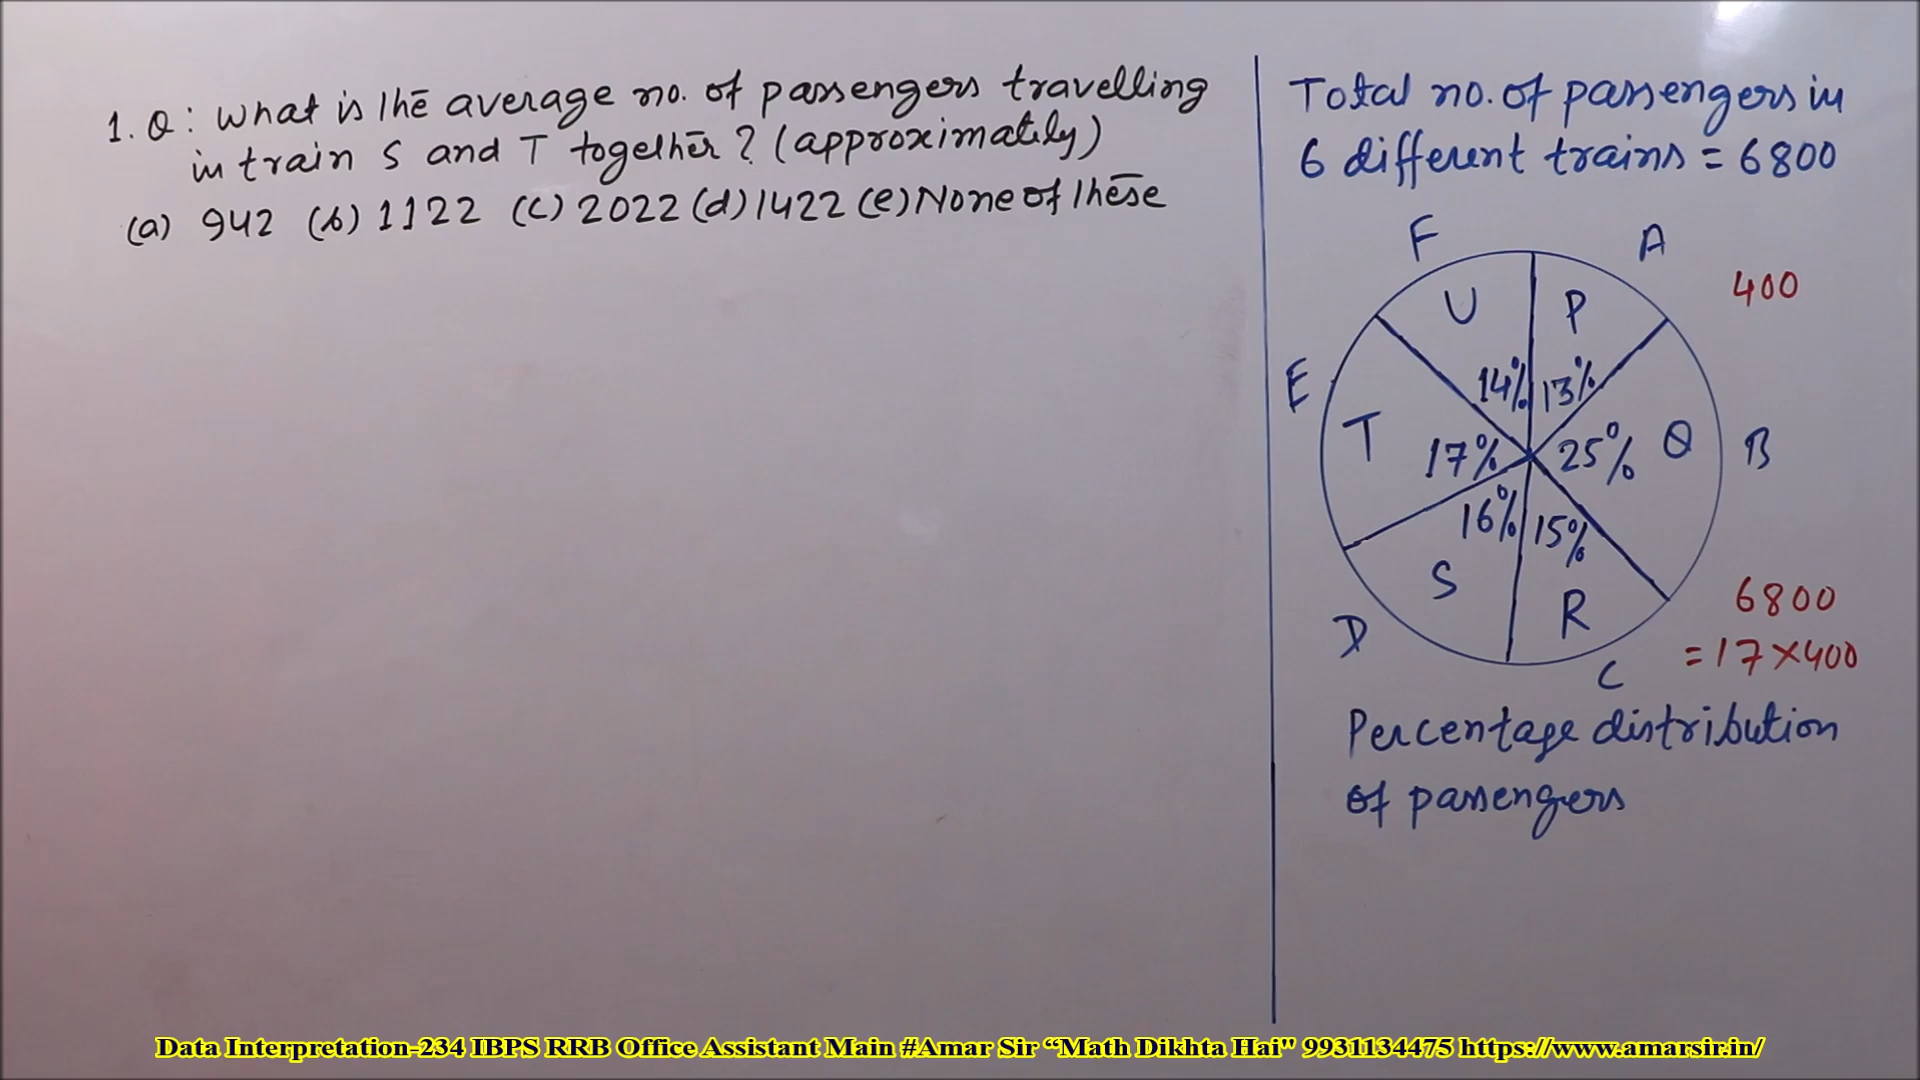 1. Q: What is the average no. of passengers travelling
in train S and T together? (approximately)
(a) 942 (b) 1122 (c) 2022 (d) 1422 (e) None of these
Total no. of passengers in
6 different trains = 6800
F
A
400
U
P
E
14%
13%
T
17%
25%
Q
B
16%
15%
S
R
6800
D
= 17 × 400
C
Percentage distribution
of passengers
Data Interpretation-234 IBPS RRB Office Assistant Main #Amar Sir “Math Dikhta Hai" 9931134475 https://www.amarsir.in/